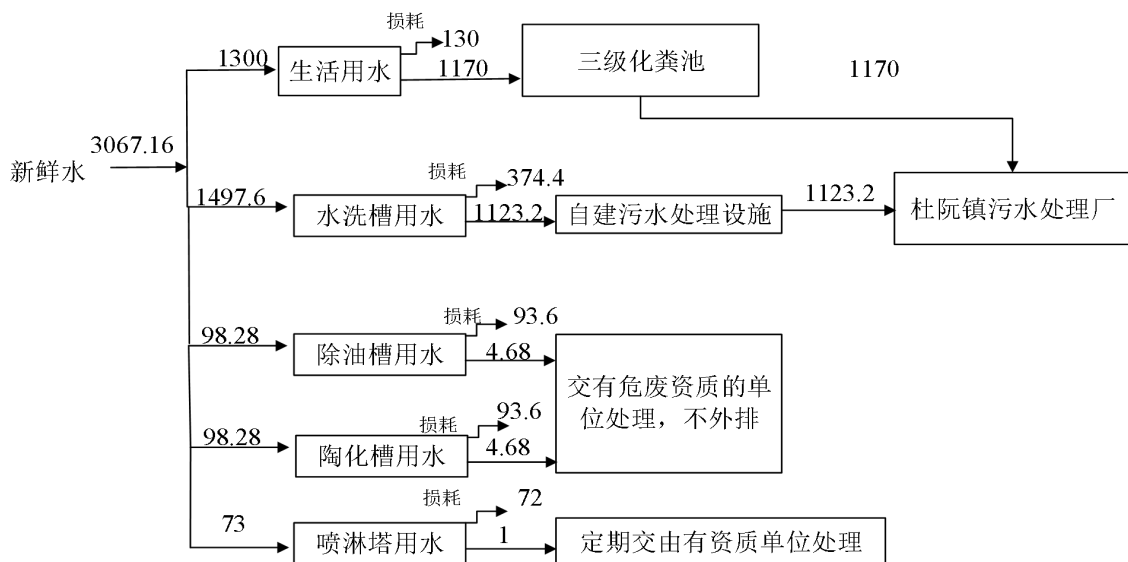 损耗
130
1300
生活用水
1170
三级化粪池
1170
3067.16
新鲜水
损耗
374.4
1497.6
水洗槽用水
1123.2
自建污水处理设施
1123.2
杜阮镇污水处理厂
损耗
93.6
98.28
除油槽用水
4.68
交有危废资质的单
位处理，不外排
损耗
93.6
98.28
陶化槽用水
4.68
损耗
72
73
喷淋塔用水
1
定期交由有资质单位处理